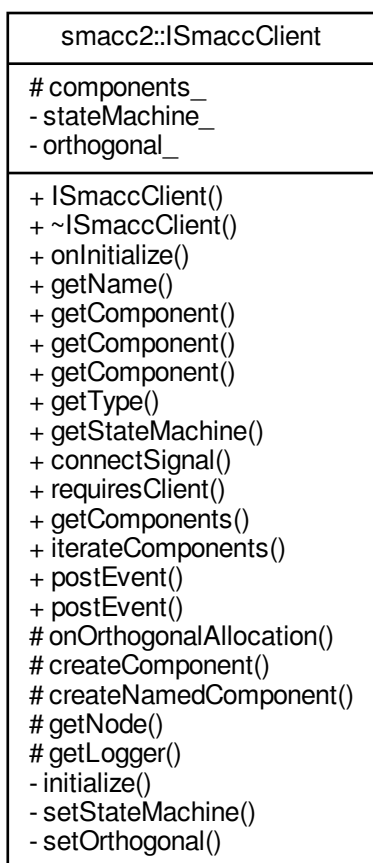 smacc2::ISmaccClient
# components_
- stateMachine_
- orthogonal_
+ ISmaccClient()
+ ~ISmaccClient()
+ onInitialize()
+ getName()
+ getComponent()
+ getComponent()
+ getComponent()
+ getType()
+ getStateMachine()
+ connectSignal()
+ requiresClient()
+ getComponents()
+ iterateComponents()
+ postEvent()
+ postEvent()
# onOrthogonalAllocation()
# createComponent()
# createNamedComponent()
# getNode()
# getLogger()
- initialize()
- setStateMachine()
- setOrthogonal()